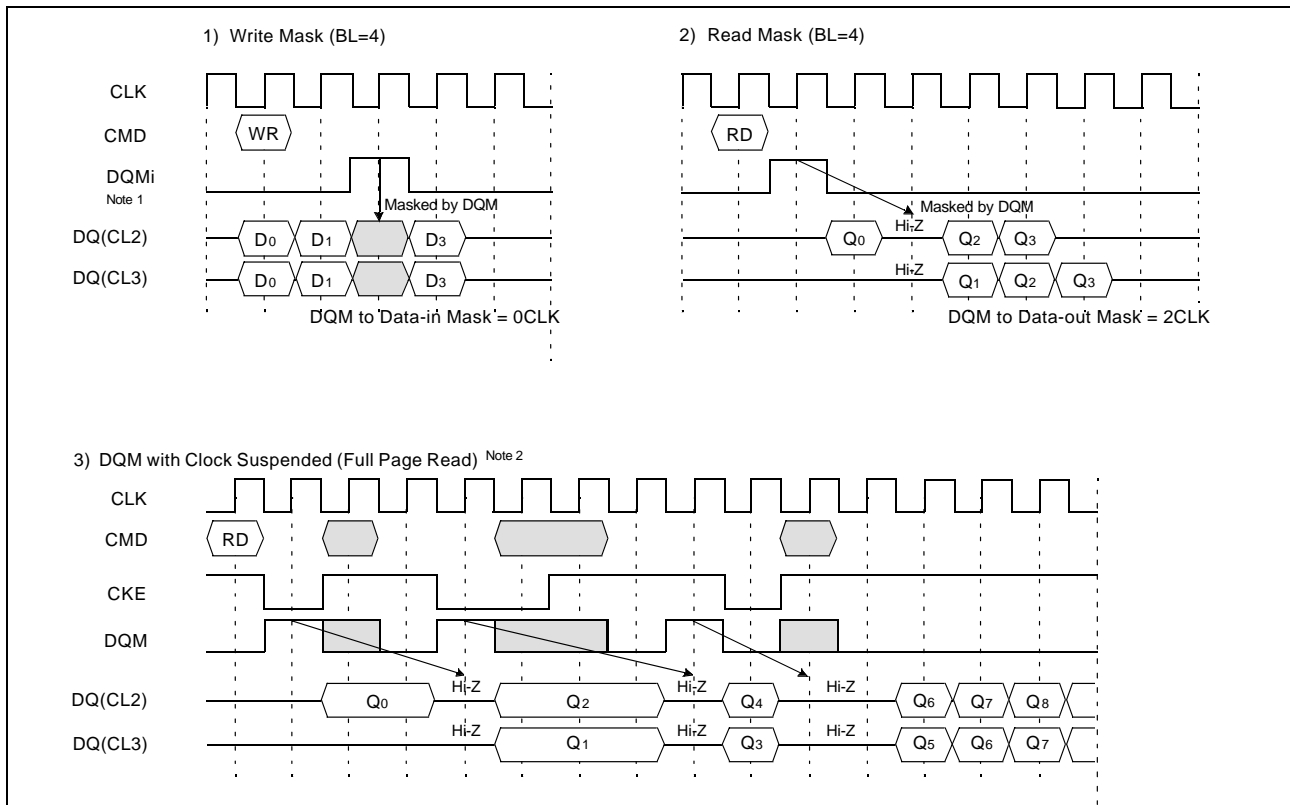 1) Write Mask (BL=4)
2) Read Mask (BL=4)
CLK
CMD
WR
RD
DQMi
Note 1
Masked by DQM
Masked by DQM
DQ(CL2)
D0
D1
D3
Hi-Z
Q0
Q2
Q3
DQ(CL3)
D0
D1
D3
Hi-Z
Q1
Q2
Q3
DQM to Data-in Mask = 0CLK
DQM to Data-out Mask = 2CLK
3) DQM with Clock Suspended (Full Page Read) Note 2
CLK
CMD
RD
CKE
DQM
DQ(CL2)
Q0
Hi-Z
Q2
Hi-Z
Q4
Hi-Z
Q6
Q7
Q8
DQ(CL3)
Hi-Z
Q1
Hi-Z
Q3
Hi-Z
Q5
Q6
Q7